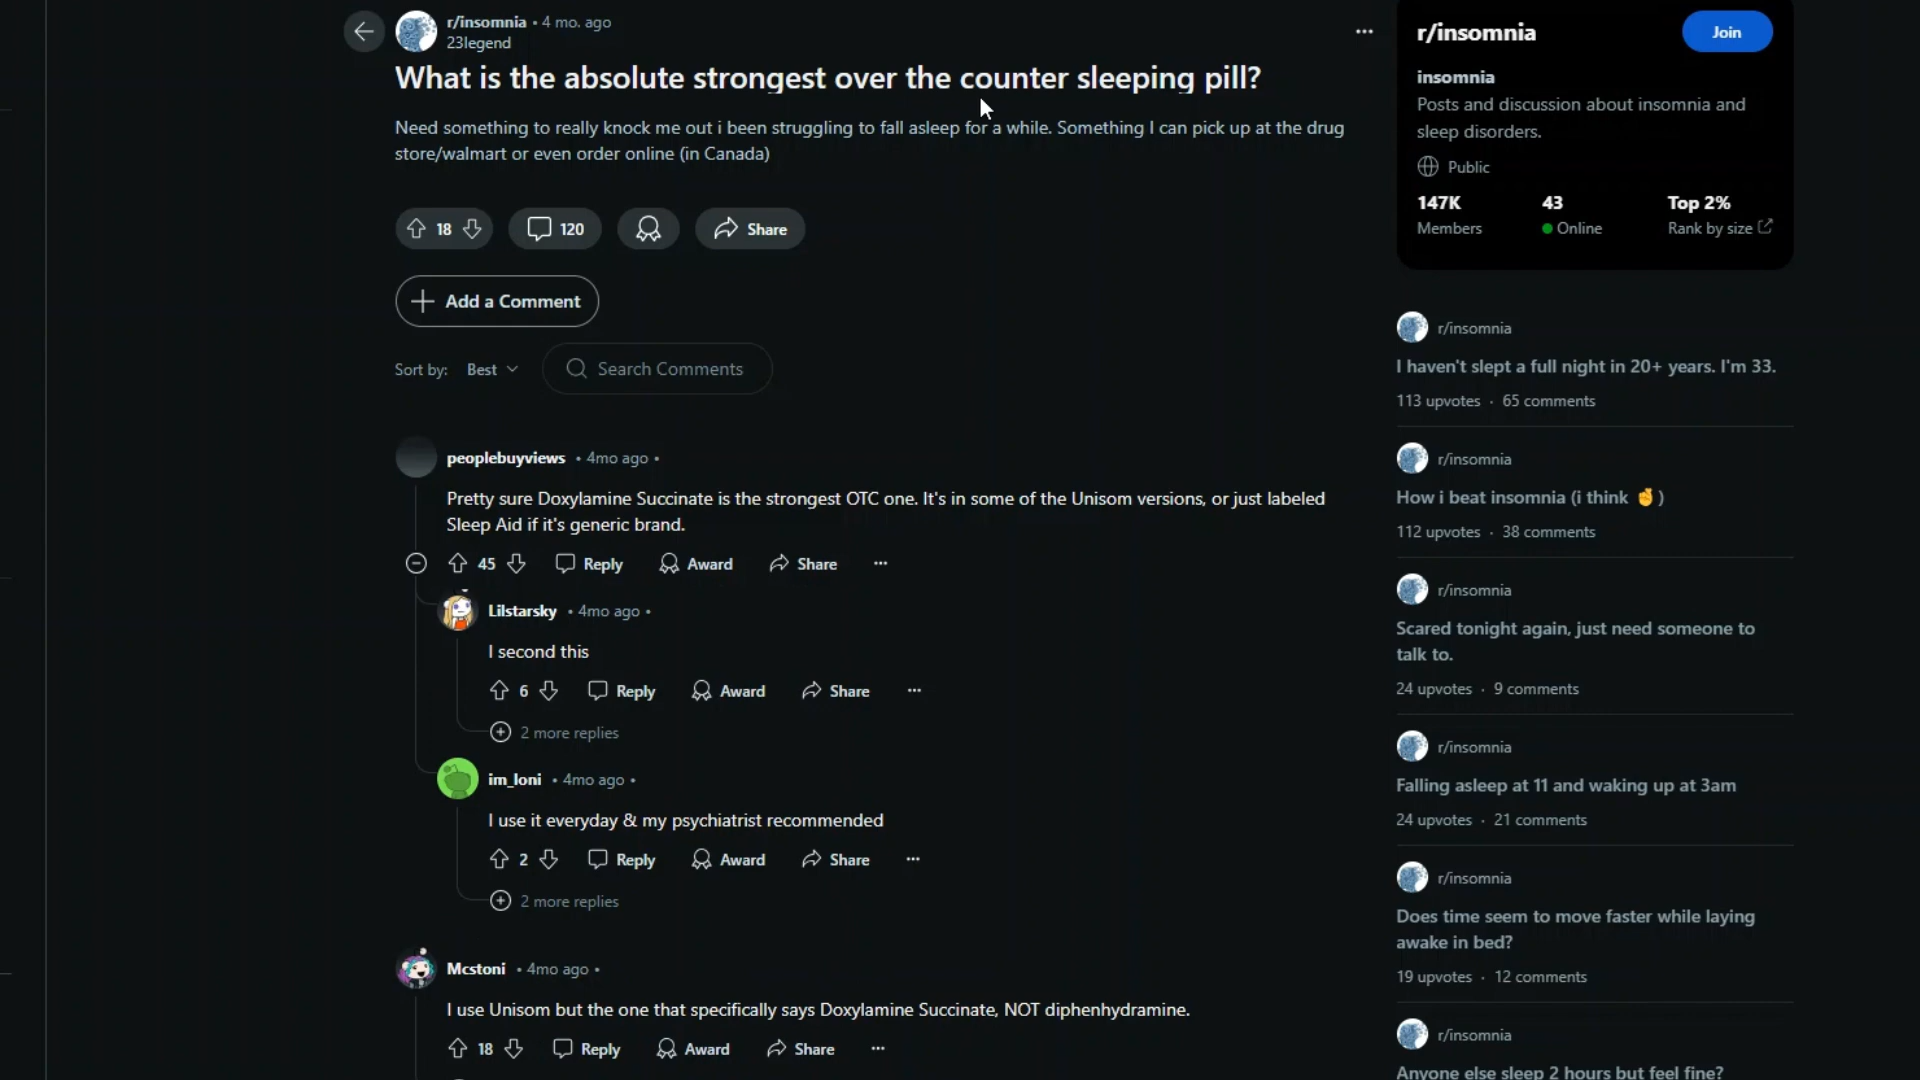 r/insomnia • 4 mo. ago
23legend
What is the absolute strongest over the counter sleeping pill?
Need something to really knock me out i been struggling to fall asleep for a while. Something I can pick up at the drug
store/walmart or even order online (in Canada)
18
120
Share
Add a Comment
Sort by: Best
Search Comments
peoplebuyviews • 4mo ago •
Pretty sure Doxylamine Succinate is the strongest OTC one. It's in some of the Unisom versions, or just labeled
Sleep Aid if it's generic brand.
45 Reply Award Share
Lilstarsky • 4mo ago •
I second this
6 Reply Award Share
2 more replies
im_loni • 4mo ago •
I use it everyday & my psychiatrist recommended
2 Reply Award Share
2 more replies
Mcstoni • 4mo ago •
I use Unisom but the one that specifically says Doxylamine Succinate, NOT diphenhydramine.
18 Reply Award Share
r/insomnia
Join
insomnia
Posts and discussion about insomnia and
sleep disorders.
Public
147K 43 Top 2%
Members Online Rank by size
r/insomnia
I haven't slept a full night in 20+ years. I'm 33.
113 upvotes · 65 comments
r/insomnia
How i beat insomnia (i think 🤞)
112 upvotes · 38 comments
r/insomnia
Scared tonight again, just need someone to
talk to.
24 upvotes · 9 comments
r/insomnia
Falling asleep at 11 and waking up at 3am
24 upvotes · 21 comments
r/insomnia
Does time seem to move faster while laying
awake in bed?
19 upvotes · 12 comments
r/insomnia
Anyone else sleep 2 hours but feel fine?